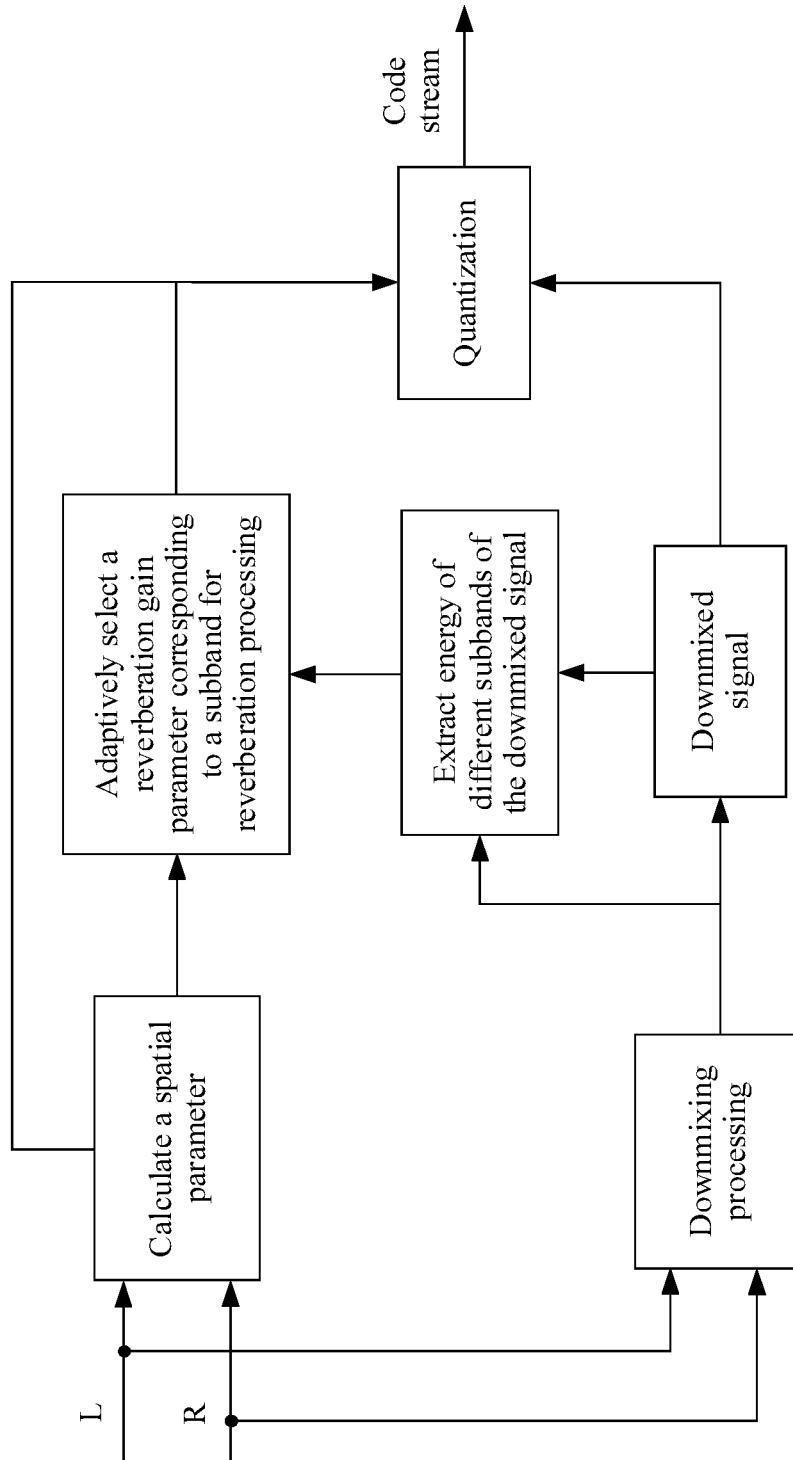 L
R
Calculate a spatial
parameter
Adaptively select a
reverberation gain
parameter corresponding
to a subband for
reverberation processing
Extract energy of
different subbands of
the downmixed signal
Downmixing
processing
Downmixed
signal
Quantization
Code
stream